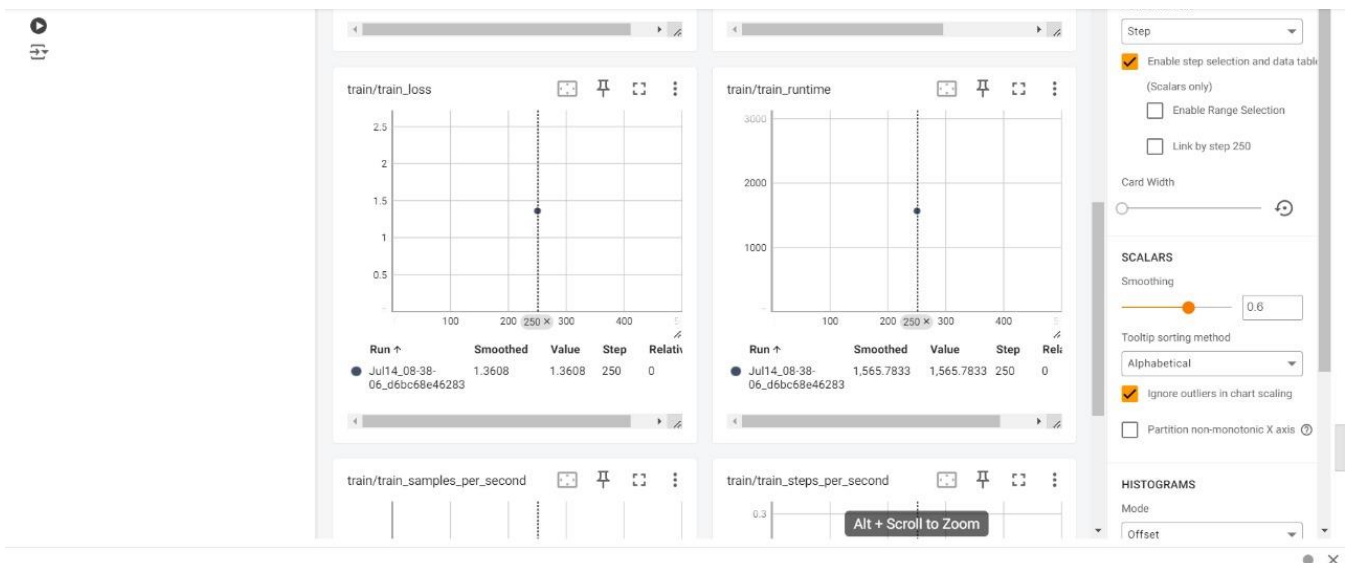 train/train_loss
2.5
2
1.5
1
0.5
100 200 250 × 300 400
Run ↑ Smoothed Value Step Relativ
Jul14_08-38-
06_d6bc68e46283 1.3608 1.3608 250 0
train/train_runtime
3000
2000
1000
100 200 250 × 300 400
Run ↑ Smoothed Value Step Rela
Jul14_08-38-
06_d6bc68e46283 1,565.7833 1,565.7833 250 0
train/train_samples_per_second
train/train_steps_per_second
0.3
Alt + Scroll to Zoom
Step
Enable step selection and data table
(Scalars only)
Enable Range Selection
Link by step 250
Card Width
SCALARS
Smoothing
0.6
Tooltip sorting method
Alphabetical
Ignore outliers in chart scaling
Partition non-monotonic X axis
HISTOGRAMS
Mode
Offset